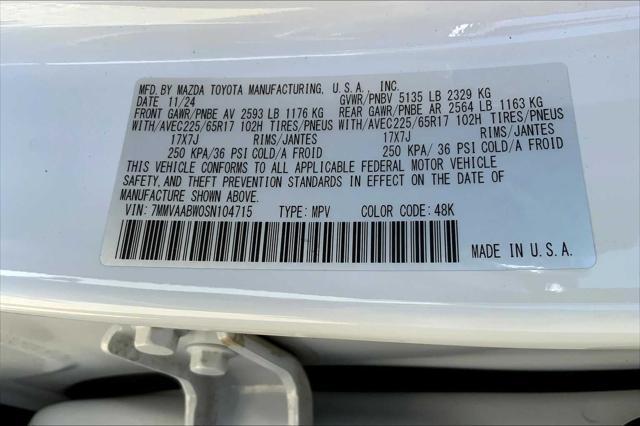 MFD. BY MAZDA TOYOTA MANUFACTURING, U.S.A., INC.
DATE 11/24 GVWR/PNBV 5135 LB 2329 KG
FRONT GAWR/PNBE AV 2593 LB 1176 KG REAR GAWR/PNBE AR 2564 LB 1163 KG
WITH/AVEC225/65R17 102H TIRES/PNEUS WITH/AVEC225/65R17 102H TIRES/PNEUS
17X7J RIMS/JANTES 17X7J RIMS/JANTES
250 KPA/ 36 PSI COLD/A FROID 250 KPA/ 36 PSI COLD/A FROID
THIS VEHICLE CONFORMS TO ALL APPLICABLE FEDERAL MOTOR VEHICLE
SAFETY, AND THEFT PREVENTION STANDARDS IN EFFECT ON THE DATE OF
MANUFACTURE SHOWN ABOVE.
VIN: 7MMVAABW0SN104715 TYPE: MPV COLOR CODE: 48K
MADE IN U.S.A.